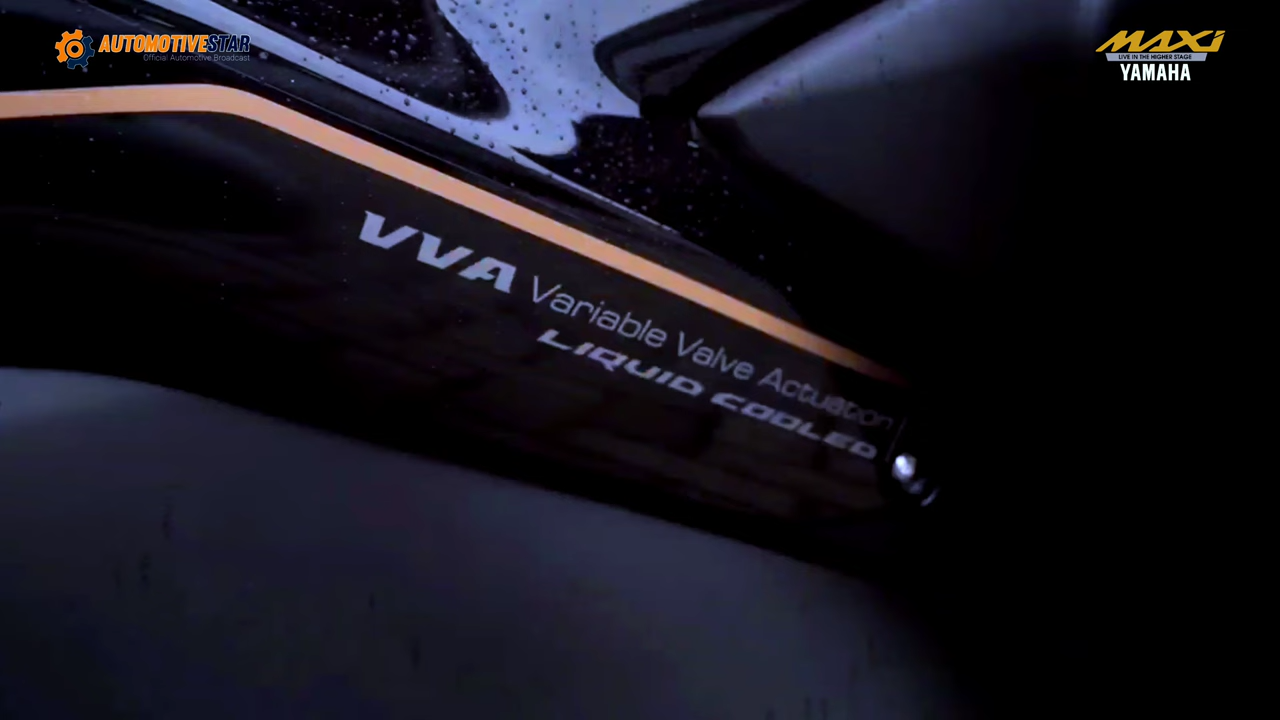 AUTOMOTIVESTAR
Official Automotive Broadcast
MAXi
LIVE IN THE HIGHER STAGE
YAMAHA
VVA Variable Valve Actuation
LIQUID COOLED